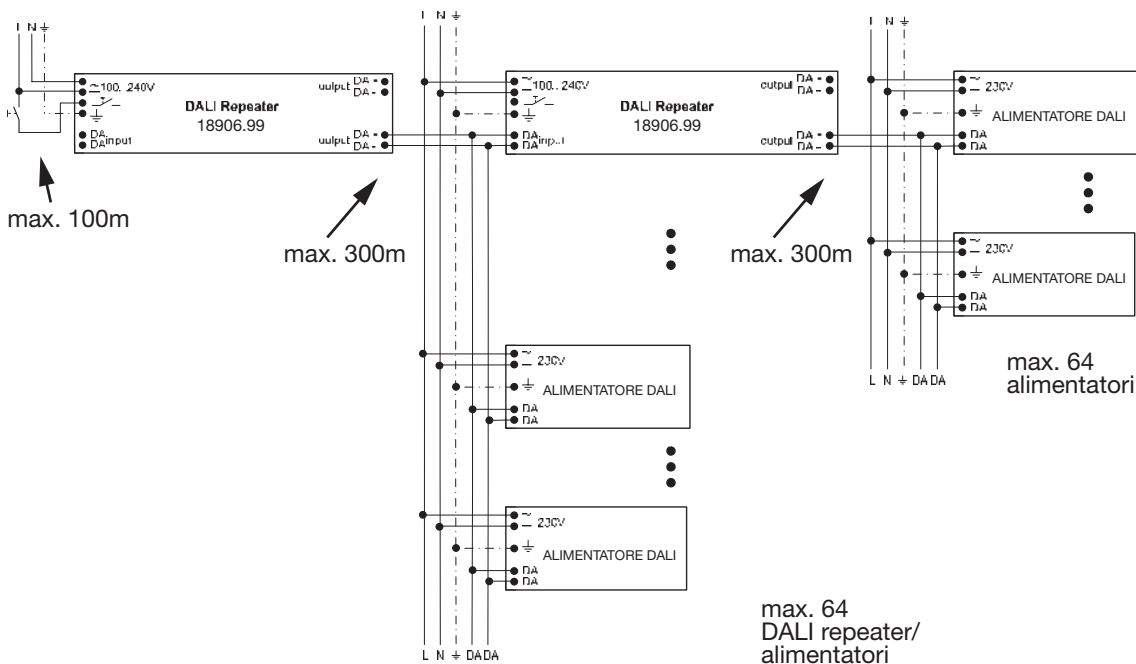 L N ⏚
~ 100..240V
DALI Repeater
18906.99
output DA +
DA -
DA
DA input
output DA +
DA -
max. 100m
max. 300m
L N ⏚
~ 100..240V
DALI Repeater
18906.99
output DA +
DA -
DA
DA input
output DA +
DA -
max. 300m
L N ⏚
~ 230V
ALIMENTATORE DALI
DA
DA
~ 230V
ALIMENTATORE DALI
DA
DA
L N ⏚ DA DA
max. 64
alimentatori
~ 230V
ALIMENTATORE DALI
DA
DA
~ 230V
ALIMENTATORE DALI
DA
DA
L N ⏚ DA DA
max. 64
DALI repeater/
alimentatori